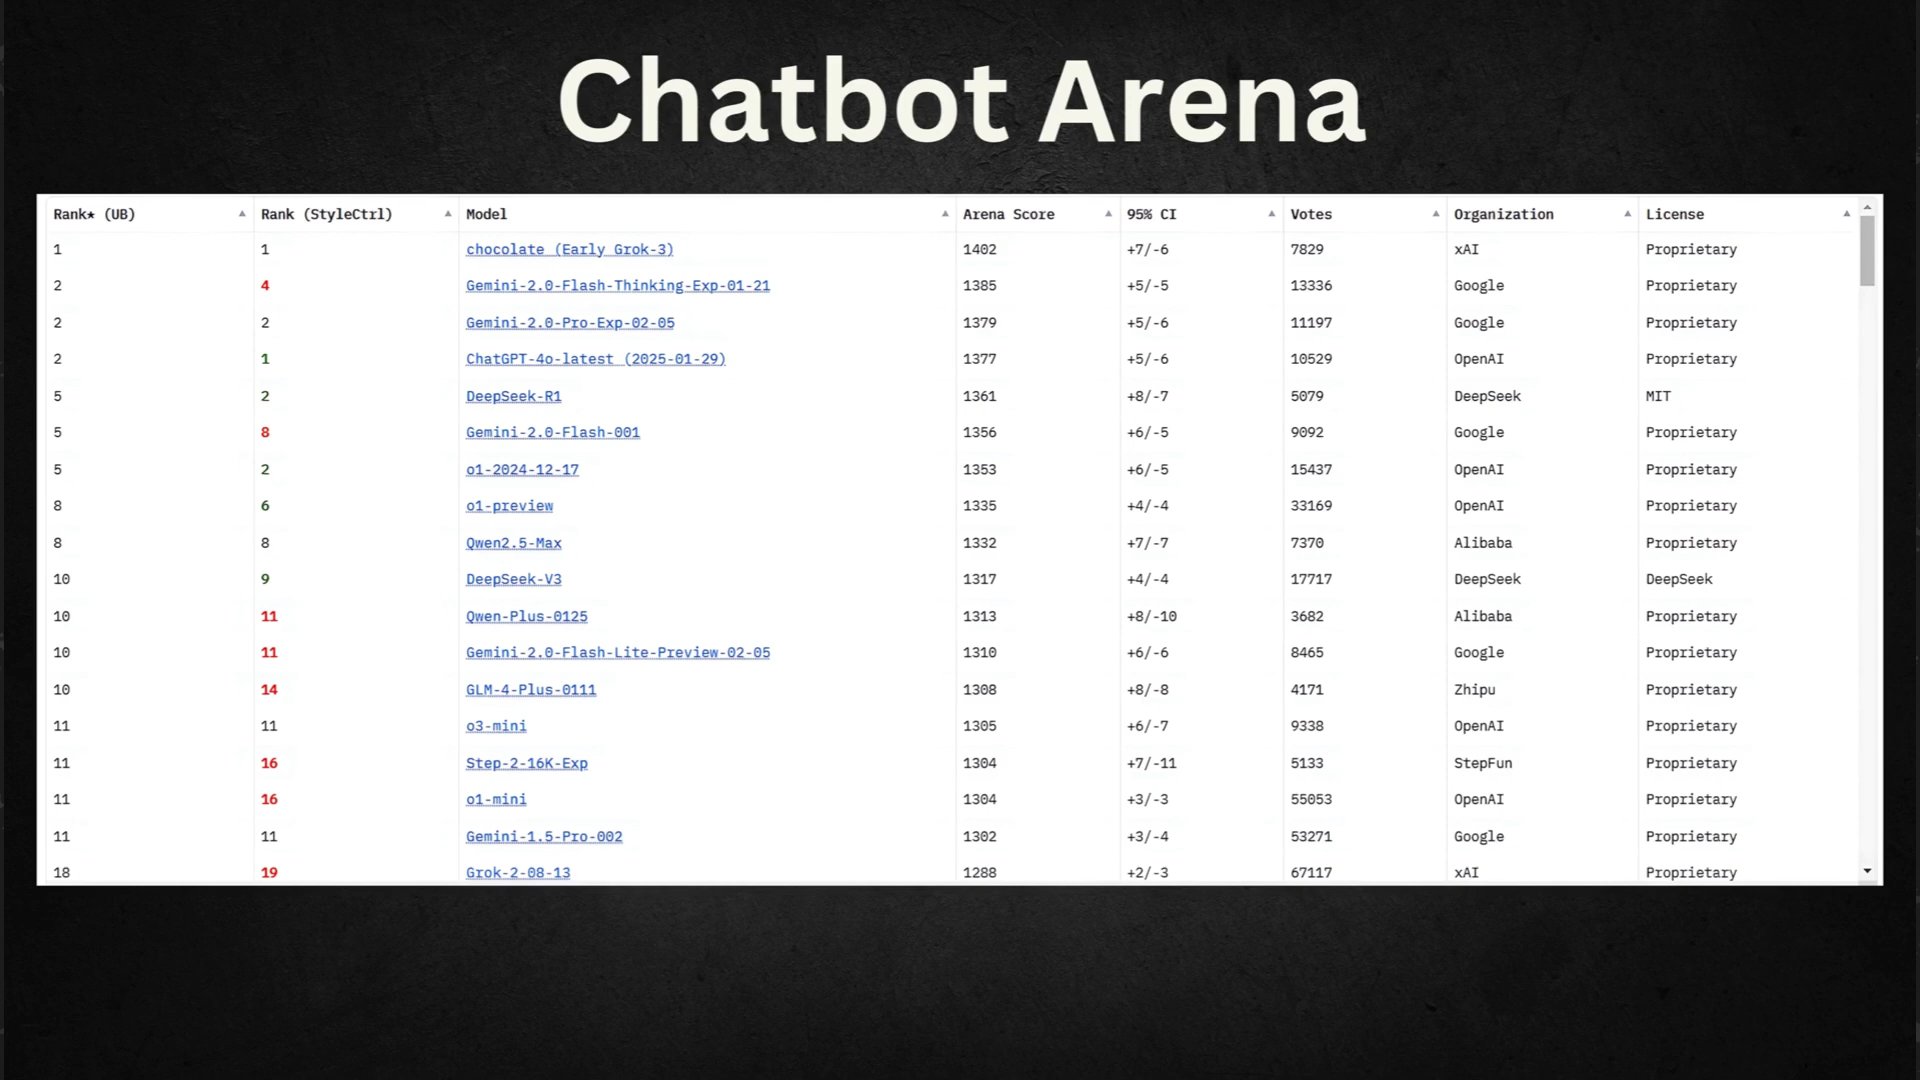 Chatbot Arena
Rank* (UB) Rank (StyleCtrl) Model Arena Score 95% CI Votes Organization License
1 1 chocolate (Early Grok-3) 1402 +7/-6 7829 xAI Proprietary
2 4 Gemini-2.0-Flash-Thinking-Exp-01-21 1385 +5/-5 13336 Google Proprietary
2 2 Gemini-2.0-Pro-Exp-02-05 1379 +5/-6 11197 Google Proprietary
2 1 ChatGPT-4o-latest (2025-01-29) 1377 +5/-6 10529 OpenAI Proprietary
5 2 DeepSeek-R1 1361 +8/-7 5079 DeepSeek MIT
5 8 Gemini-2.0-Flash-001 1356 +6/-5 9092 Google Proprietary
5 2 o1-2024-12-17 1353 +6/-5 15437 OpenAI Proprietary
8 6 o1-preview 1335 +4/-4 33169 OpenAI Proprietary
8 8 Qwen2.5-Max 1332 +7/-7 7370 Alibaba Proprietary
10 9 DeepSeek-V3 1317 +4/-4 17717 DeepSeek DeepSeek
10 11 Qwen-Plus-0125 1313 +8/-10 3682 Alibaba Proprietary
10 11 Gemini-2.0-Flash-Lite-Preview-02-05 1310 +6/-6 8465 Google Proprietary
10 14 GLM-4-Plus-0111 1308 +8/-8 4171 Zhipu Proprietary
11 11 o3-mini 1305 +6/-7 9338 OpenAI Proprietary
11 16 Step-2-16K-Exp 1304 +7/-11 5133 StepFun Proprietary
11 16 o1-mini 1304 +3/-3 55053 OpenAI Proprietary
11 11 Gemini-1.5-Pro-002 1302 +3/-4 53271 Google Proprietary
18 19 Grok-2-08-13 1288 +2/-3 67117 xAI Proprietary